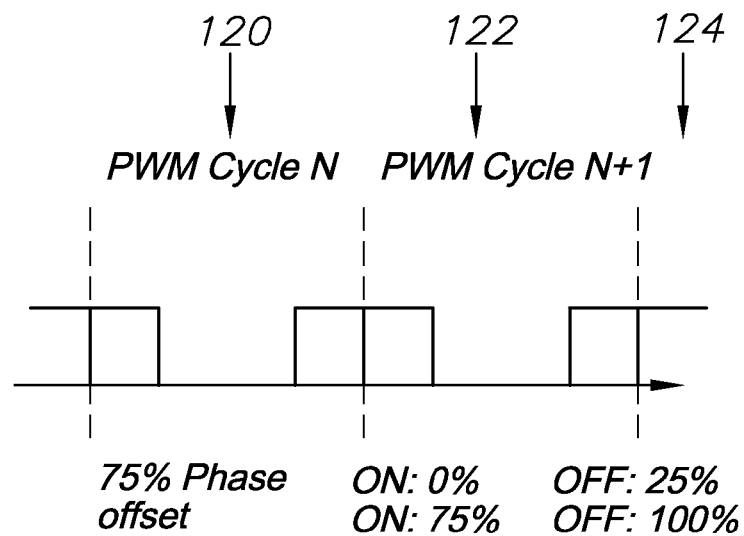 120 122 124
PWM Cycle N PWM Cycle N+1
75% Phase ON: 0% OFF: 25%
offset ON: 75% OFF: 100%